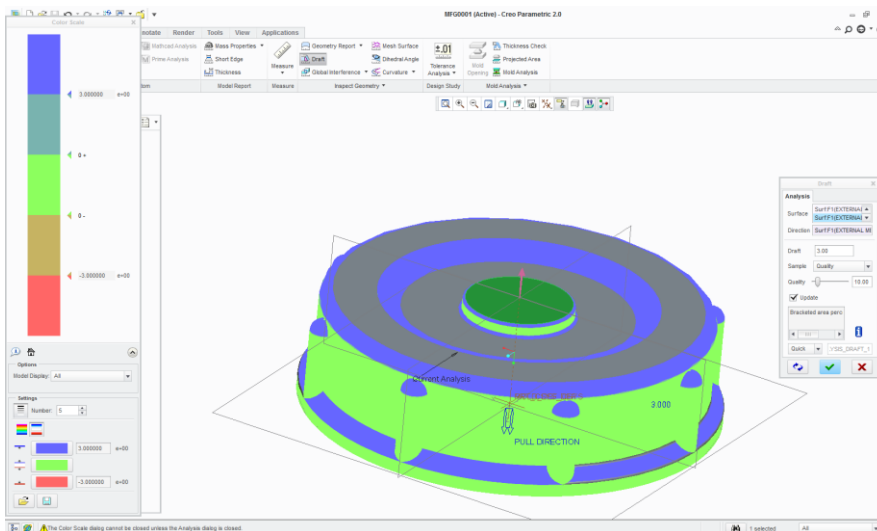 MFG0001 (Active) - Creo Parametric 2.0
Color Scale
notate Render Tools View Applications
Mathcad Analysis
Prime Analysis
Mass Properties
Short Edge
Thickness
Model Report
Measure
Measure
Geometry Report
Mesh Surface
Draft
Dihedral Angle
Global Interference
Curvature
Inspect Geometry
±.01
Tolerance
Analysis
Design Study
Mold
Opening
Thickness Check
Projected Area
Mold Analysis
Mold Analysis
tom
3.000000 e+00
0 +
0 -
-3.000000 e+00
Options
Model Display: All
Settings
Number: 5
3.000000 e+00
-3.000000 e+00
Current Analysis
3.000
PULL DIRECTION
Draft
Analysis
Surface
Surf:F1(EXTERNAL
Surf:F1(EXTERNAL
Direction Surf:F1(EXTERNAL MI
Draft 3.00
Sample Quality
Quality 10.00
Update
Bracketed area perc
Quick YSIS_DRAFT_1
The Color Scale dialog cannot be closed unless the Analysis dialog is closed.
1 selected All